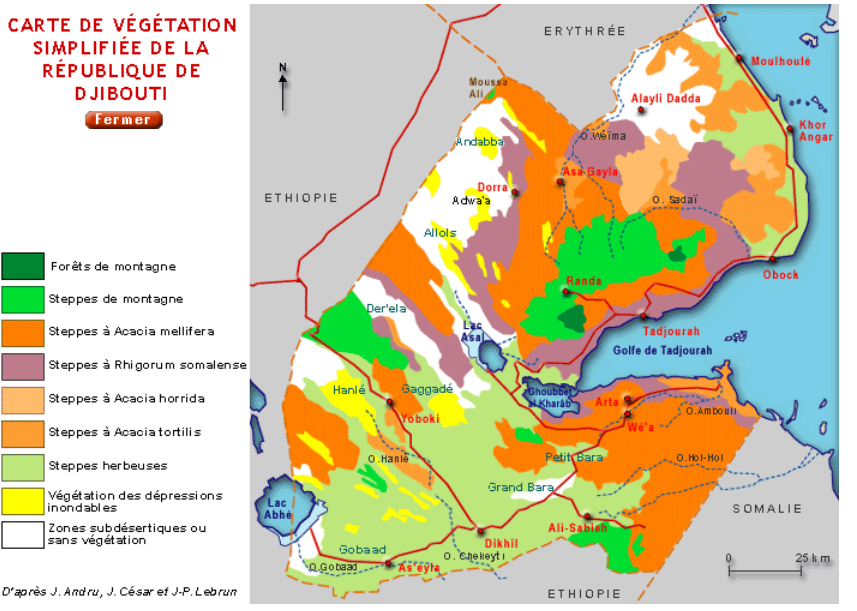 CARTE DE VÉGÉTATION
SIMPLIFIÉE DE LA
RÉPUBLIQUE DE
DJIBOUTI
Fermer
Forêts de montagne
Steppes de montagne
Steppes à Acacia mellifera
Steppes à Rhigorum somalense
Steppes à Acacia horrida
Steppes à Acacia tortilis
Steppes herbeuses
Végétation des dépressions
inondables
Zones subdésertiques ou
sans végétation
D'après J. Andru, J. César et J-P. Lebrun
N
ERYTHRÉE
Moulhoulé
Moussa
Ali
Alayli Dadda
Khor
Angar
O. Weïma
Andabba
ETHIOPIE
Dorra
Asa Gayla
Adwa'a
O. Sadaï
Allols
Randa
Obock
Der'ela
Lac
Asal
Tadjourah
Golfe de Tadjourah
Hanlé
Gaggadé
Ghoubbet
al Kharâb
Arta
Yoboki
O. Ambouli
Wé'a
O. Hanlé
Petit Bara
O. Hol-Hol
Grand Bara
Lac
Abhé
SOMALIE
Ali-Sabieh
Dikhil
Gobaad
O. Chekeyti
O. Gobaad
As'eyla
0
25 km
ETHIOPIE